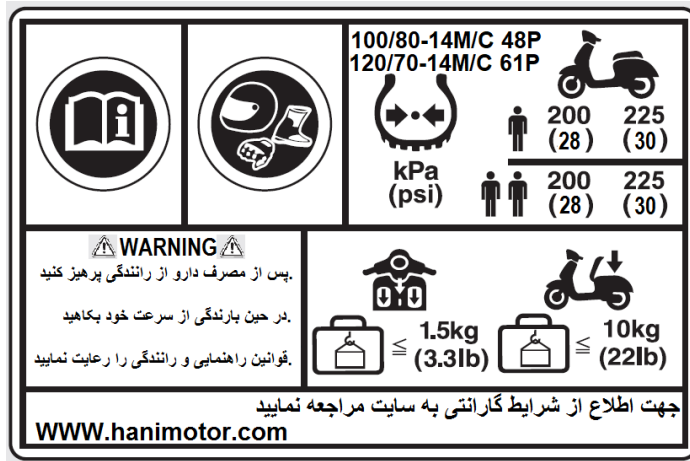 100/80-14M/C 48P
120/70-14M/C 61P
kPa
(psi)
200 225
(28) (30)
200 225
(28) (30)
WARNING
پس از مصرف دارو از رانندگی پرهیز کنید.
در حین بارندگی از سرعت خود بکاهید.
قوانین راهنمایی و رانندگی را رعایت نمایید.
≦ 1.5kg
(3.3lb)
≦ 10kg
(22lb)
جهت اطلاع از شرایط گارانتی به سایت مراجعه نمایید
WWW.hanimotor.com